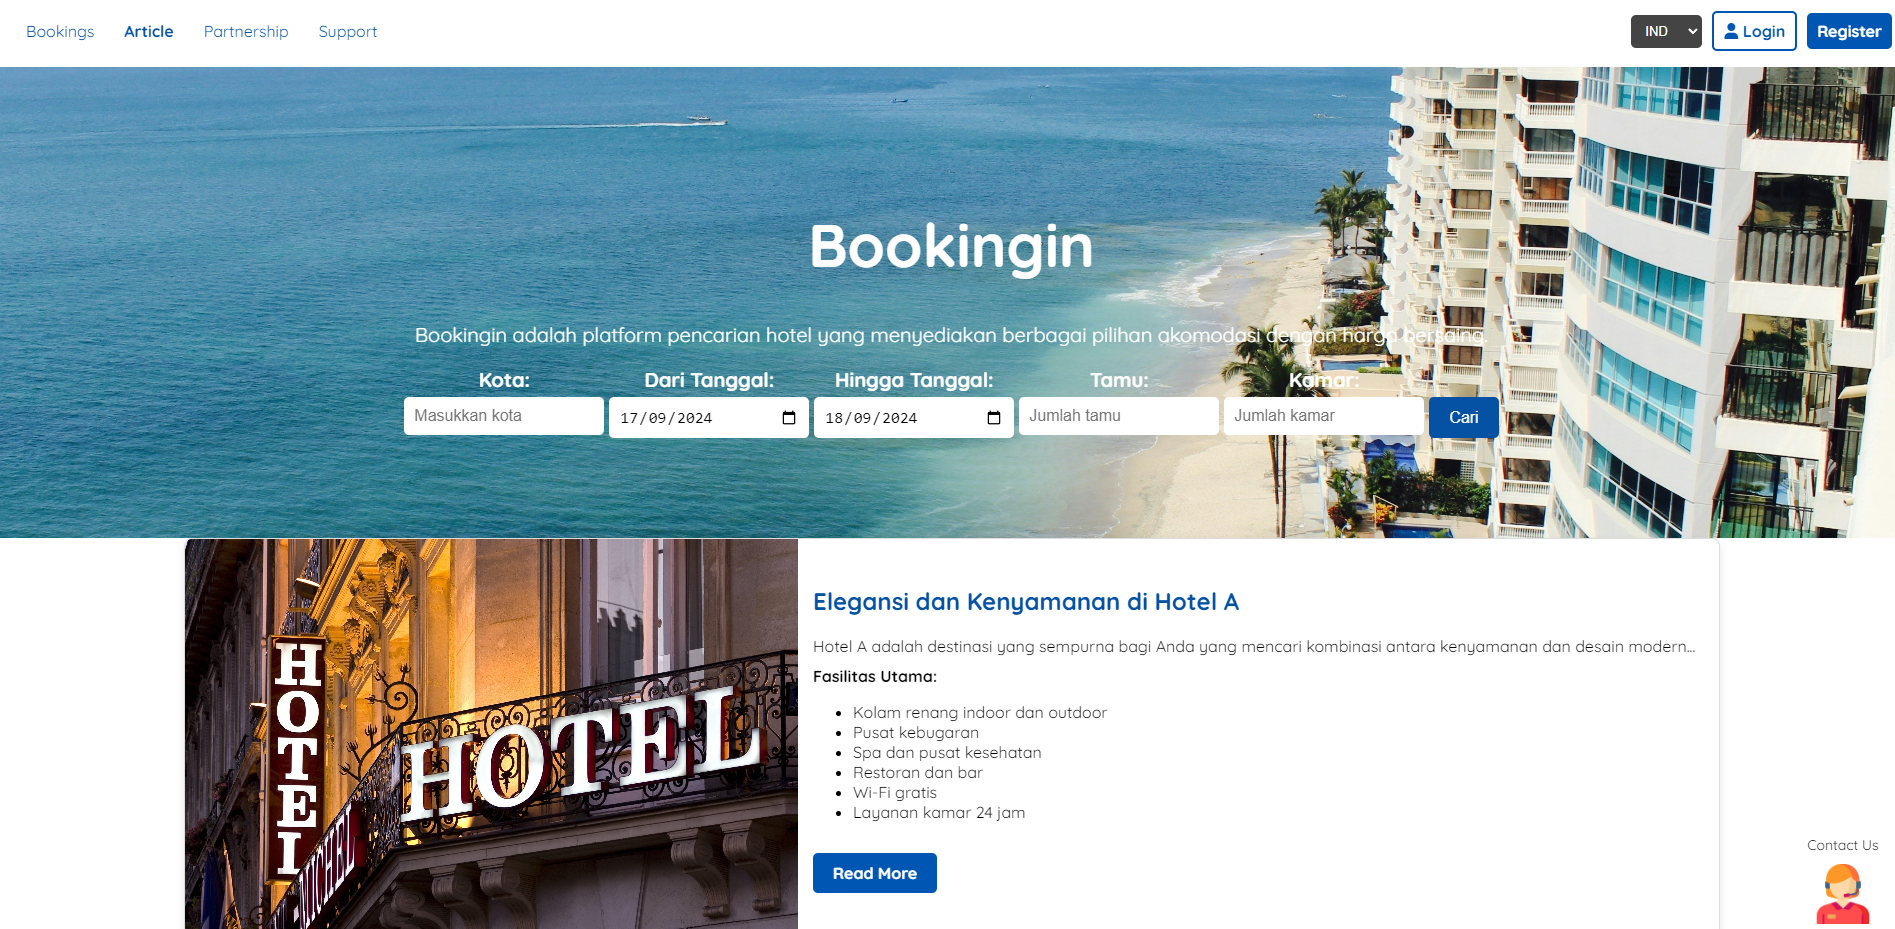 Bookings Article Partnership Support IND Login Register
Bookingin
Bookingin adalah platform pencarian hotel yang menyediakan berbagai pilihan akomodasi dengan harga bersaing.
Kota: Dari Tanggal: Hingga Tanggal: Tamu: Kamar:
Masukkan kota 17/09/2024 18/09/2024 Jumlah tamu Jumlah kamar Cari
HOTEL
HOTEL
Elegansi dan Kenyamanan di Hotel A
Hotel A adalah destinasi yang sempurna bagi Anda yang mencari kombinasi antara kenyamanan dan desain modern...
Fasilitas Utama:
Kolam renang indoor dan outdoor
Pusat kebugaran
Spa dan pusat kesehatan
Restoran dan bar
Wi-Fi gratis
Layanan kamar 24 jam
Read More
Contact Us